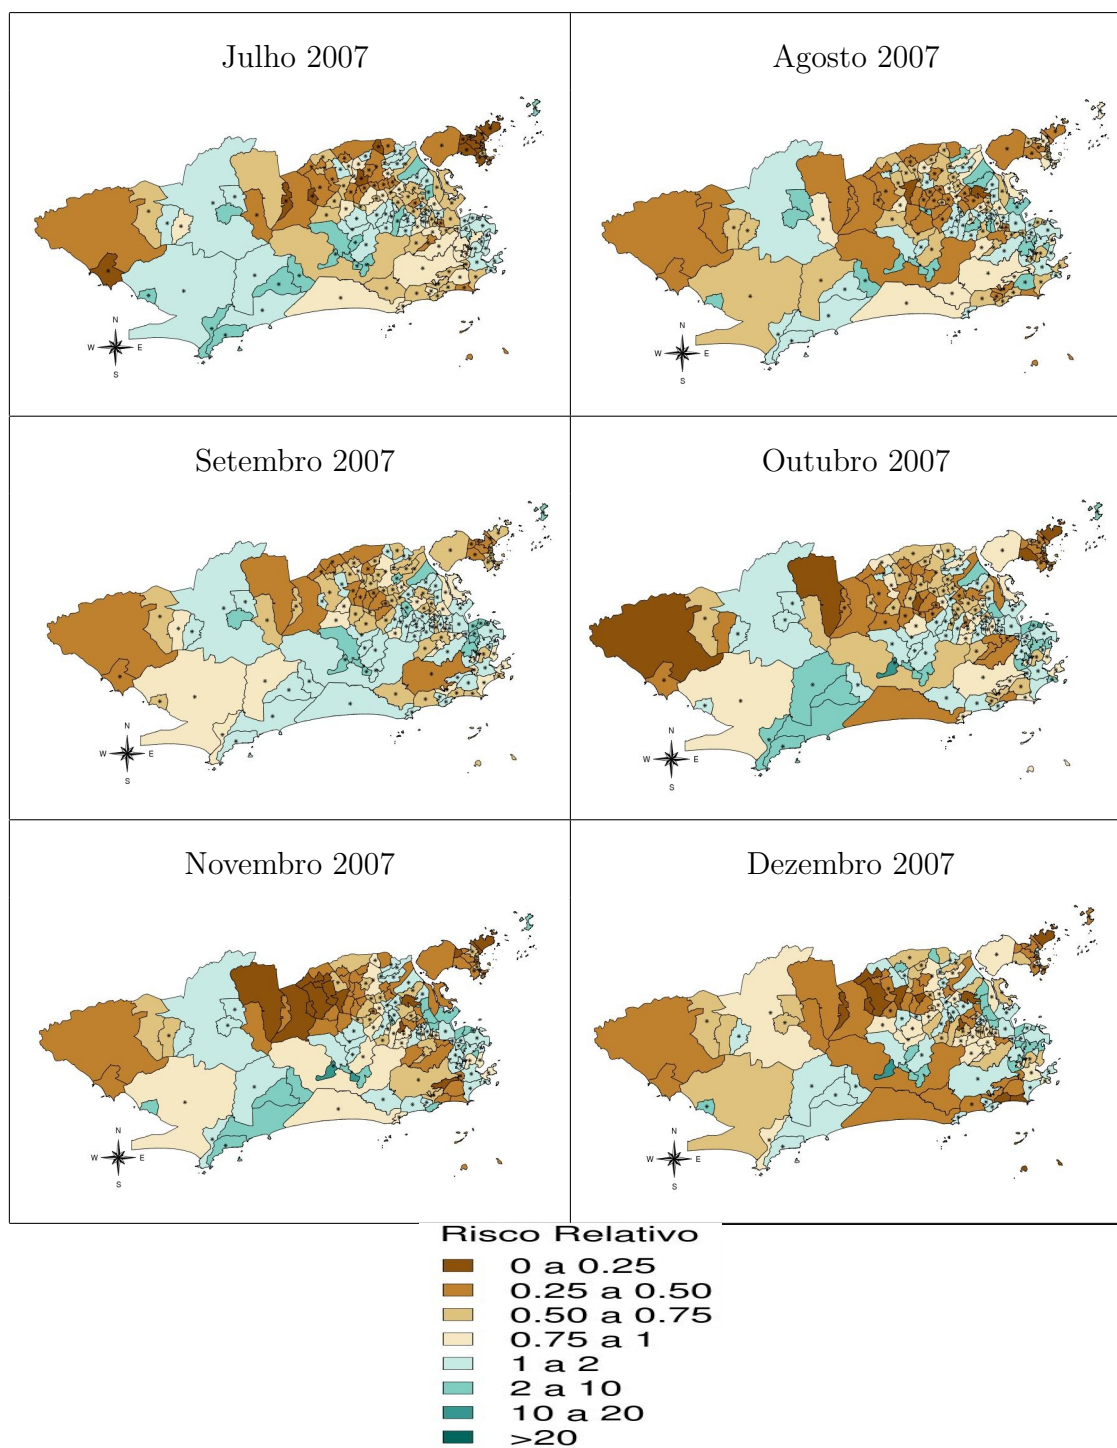 Julho 2007
Agosto 2007
N
W E
S
N
W E
S
Setembro 2007
Outubro 2007
N
W E
S
N
W E
S
Novembro 2007
Dezembro 2007
N
W E
S
N
W E
S
Risco Relativo
0 a 0.25
0.25 a 0.50
0.50 a 0.75
0.75 a 1
1 a 2
2 a 10
10 a 20
>20